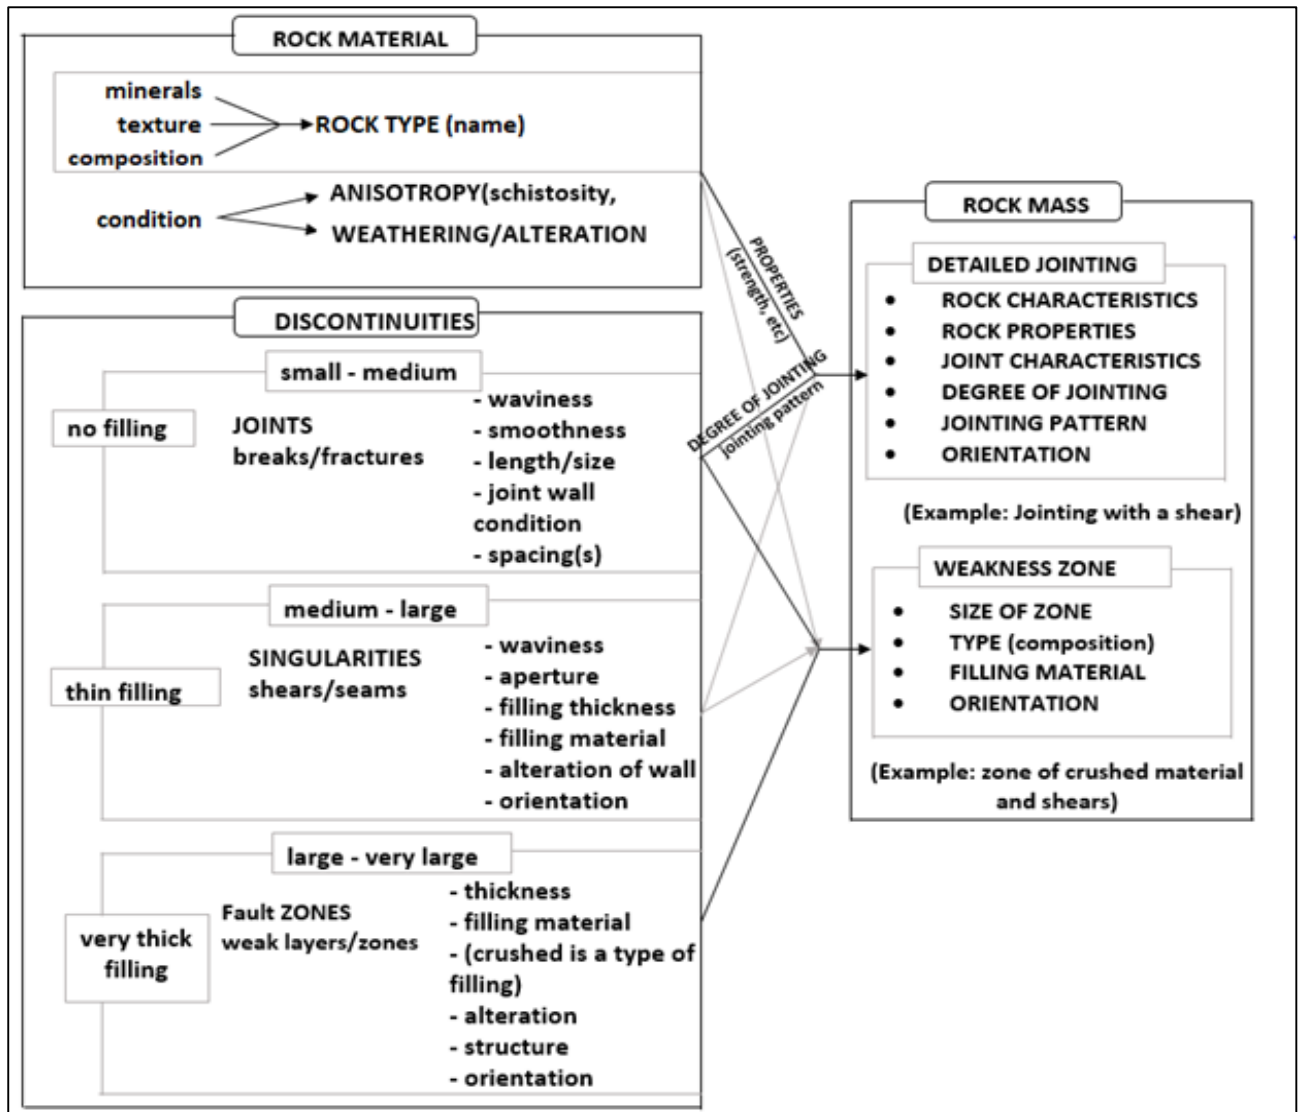 ROCK MATERIAL
minerals
texture
composition
ROCK TYPE (name)
condition
ANISOTROPY(schistosity,
WEATHERING/ALTERATION
DISCONTINUITIES
small - medium
no filling
JOINTS
breaks/fractures
- waviness
- smoothness
- length/size
- joint wall
condition
- spacing(s)
medium - large
thin filling
SINGULARITIES
shears/seams
- waviness
- aperture
- filling thickness
- filling material
- alteration of wall
- orientation
large - very large
very thick
filling
Fault ZONES
weak layers/zones
- thickness
- filling material
- (crushed is a type of
filling)
- alteration
- structure
- orientation
PROPERTIES
(strength, etc)
DEGREE OF JOINTING
jointing pattern
ROCK MASS
DETAILED JOINTING
• ROCK CHARACTERISTICS
• ROCK PROPERTIES
• JOINT CHARACTERISTICS
• DEGREE OF JOINTING
• JOINTING PATTERN
• ORIENTATION
(Example: Jointing with a shear)
WEAKNESS ZONE
• SIZE OF ZONE
• TYPE (composition)
• FILLING MATERIAL
• ORIENTATION
(Example: zone of crushed material
and shears)